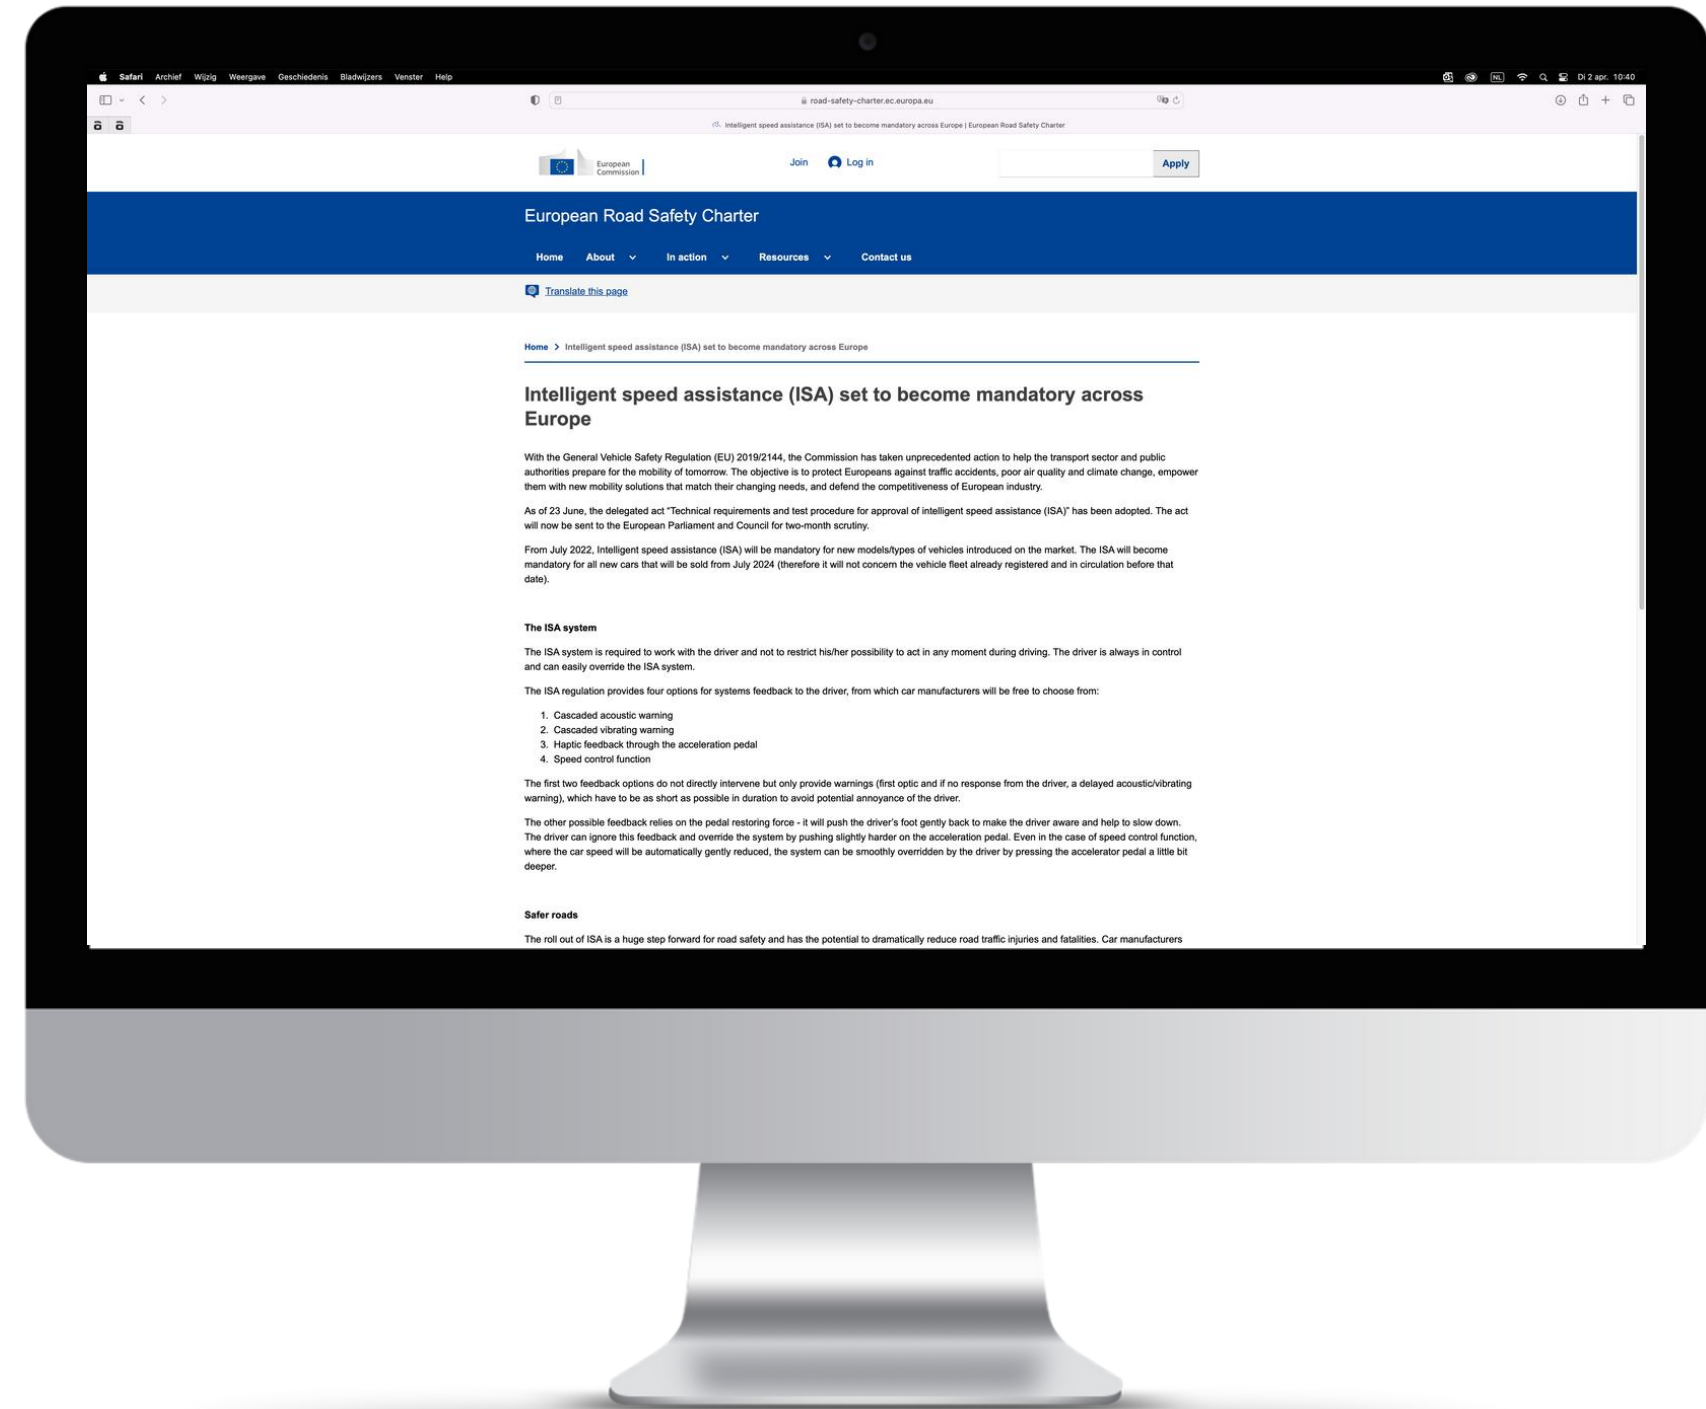 Safari Archief Wijzig Weergave Geschiedenis Bladwijzers Venster Help
NL Di 2 apr. 10:40
road-safety-charter.ec.europa.eu
Intelligent speed assistance (ISA) set to become mandatory across Europe | European Road Safety Charter
European
Commission
Join Log in Apply
European Road Safety Charter
Home About In action Resources Contact us
Translate this page
Home > Intelligent speed assistance (ISA) set to become mandatory across Europe
Intelligent speed assistance (ISA) set to become mandatory across
Europe
With the General Vehicle Safety Regulation (EU) 2019/2144, the Commission has taken unprecedented action to help the transport sector and public
authorities prepare for the mobility of tomorrow. The objective is to protect Europeans against traffic accidents, poor air quality and climate change, empower
them with new mobility solutions that match their changing needs, and defend the competitiveness of European industry.
As of 23 June, the delegated act "Technical requirements and test procedure for approval of intelligent speed assistance (ISA)" has been adopted. The act
will now be sent to the European Parliament and Council for two-month scrutiny.
From July 2022, Intelligent speed assistance (ISA) will be mandatory for new models/types of vehicles introduced on the market. The ISA will become
mandatory for all new cars that will be sold from July 2024 (therefore it will not concern the vehicle fleet already registered and in circulation before that
date).
The ISA system
The ISA system is required to work with the driver and not to restrict his/her possibility to act in any moment during driving. The driver is always in control
and can easily override the ISA system.
The ISA regulation provides four options for systems feedback to the driver, from which car manufacturers will be free to choose from:
1. Cascaded acoustic warning
2. Cascaded vibrating warning
3. Haptic feedback through the acceleration pedal
4. Speed control function
The first two feedback options do not directly intervene but only provide warnings (first optic and if no response from the driver, a delayed acoustic/vibrating
warning), which have to be as short as possible in duration to avoid potential annoyance of the driver.
The other possible feedback relies on the pedal restoring force - it will push the driver's foot gently back to make the driver aware and help to slow down.
The driver can ignore this feedback and override the system by pushing slightly harder on the acceleration pedal. Even in the case of speed control function,
where the car speed will be automatically gently reduced, the system can be smoothly overridden by the driver by pressing the accelerator pedal a little bit
deeper.
Safer roads
The roll out of ISA is a huge step forward for road safety and has the potential to dramatically reduce road traffic injuries and fatalities. Car manufacturers